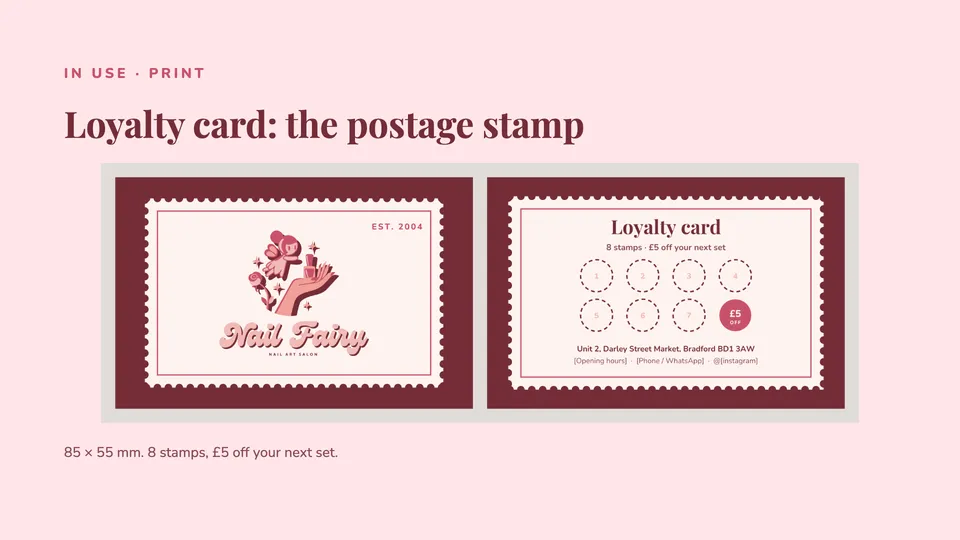 IN USE · PRINT
Loyalty card: the postage stamp
EST. 2004
Nail Fairy
NAIL ART SALON
Loyalty card
8 stamps · £5 off your next set
1 2 3 4
5 6 7 £5 OFF
Unit 2, Darley Street Market, Bradford BD1 3AW
[Opening hours] · [Phone / WhatsApp] · @[instagram]
85 × 55 mm. 8 stamps, £5 off your next set.